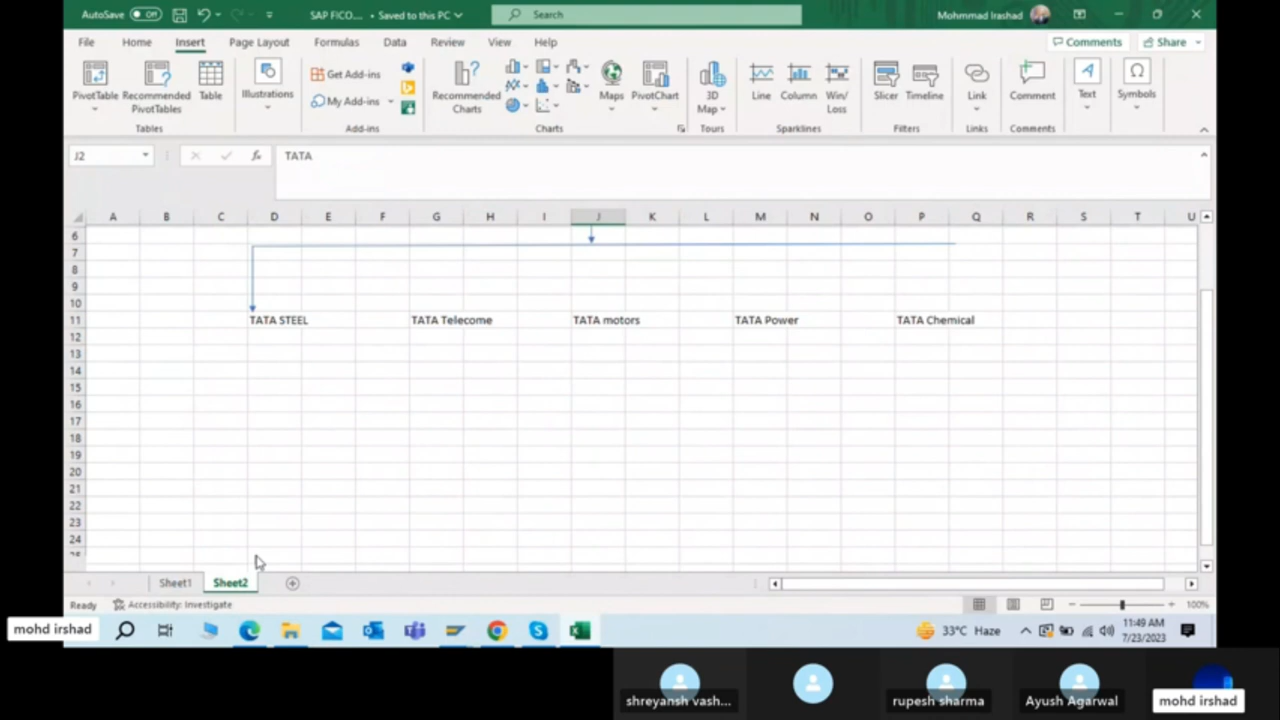 AutoSave Off SAP FICO.... • Saved to this PC Search Mohmmad Irashad
File Home Insert Page Layout Formulas Data Review View Help Comments Share
PivotTable Recommended PivotTables Table Illustrations Get Add-ins My Add-ins Recommended Charts Maps PivotChart 3D Map Line Column Win/Loss Slicer Timeline Link Comment Text Symbols
Tables Add-ins Charts Tours Sparklines Filters Links Comments
J2 fx TATA
A B C D E F G H I J K L M N O P Q R S T U
6
7
8
9
10
11 TATA STEEL TATA Telecome TATA motors TATA Power TATA Chemical
12
13
14
15
16
17
18
19
20
21
22
23
24
Sheet1 Sheet2
Ready Accessibility: Investigate 100%
mohd irshad 33°C Haze 11:49 AM
7/23/2023
shreyansh vash... rupesh sharma Ayush Agarwal mohd irshad